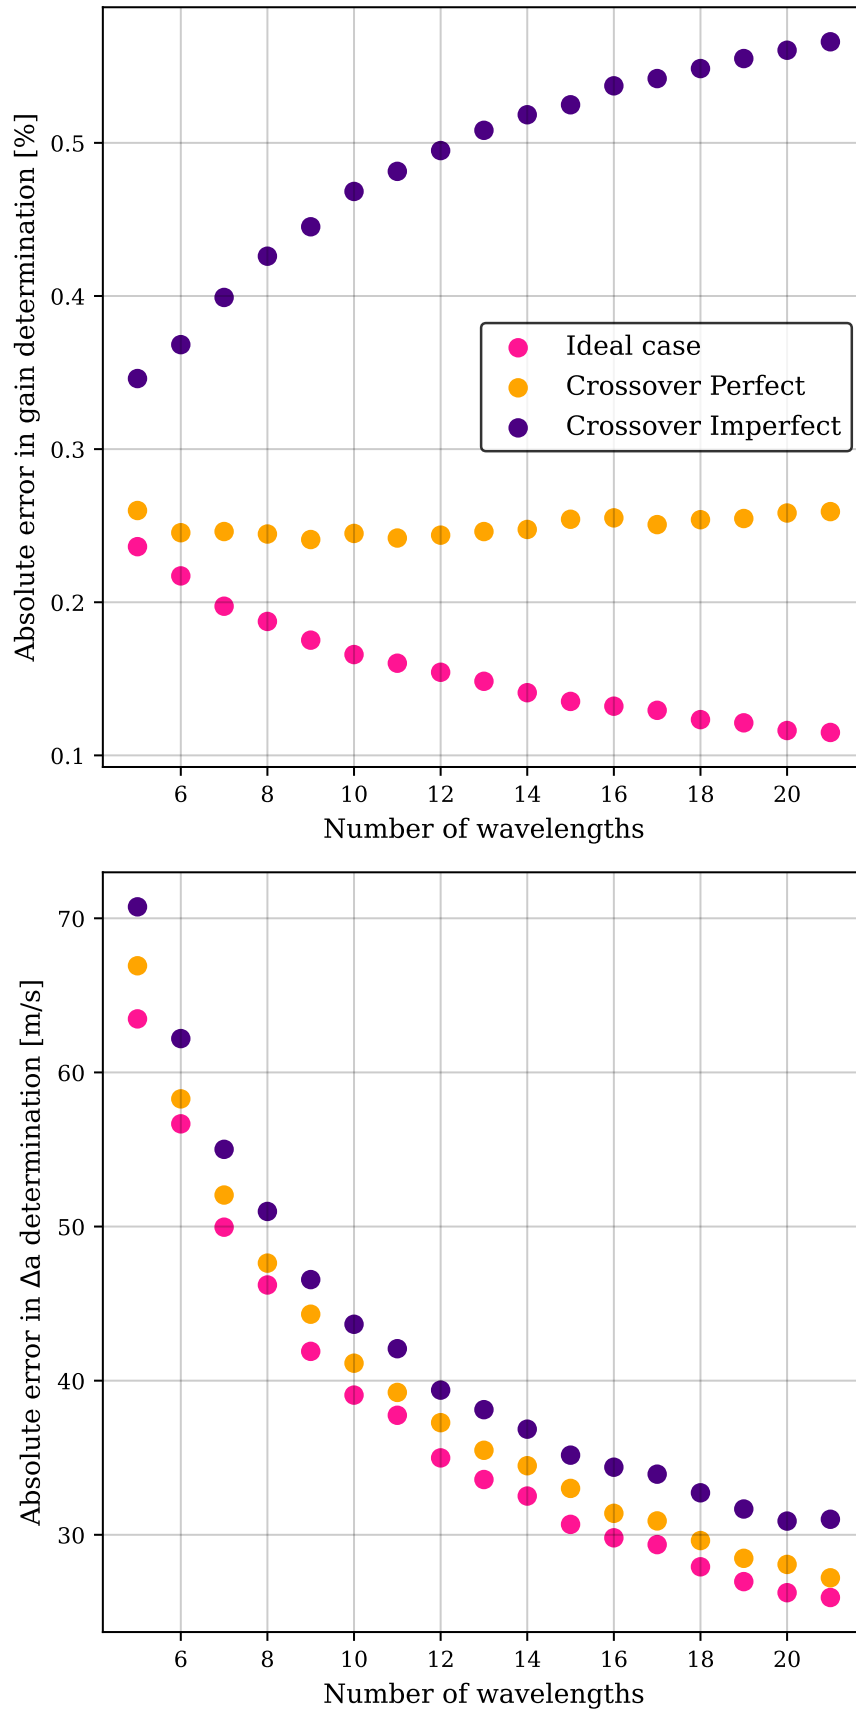 Absolute error in gain determination [%]
0.5
0.4
0.3
0.2
0.1
Ideal case
Crossover Perfect
Crossover Imperfect
6 8 10 12 14 16 18 20
Number of wavelengths
Absolute error in Δa determination [m/s]
70
60
50
40
30
6 8 10 12 14 16 18 20
Number of wavelengths